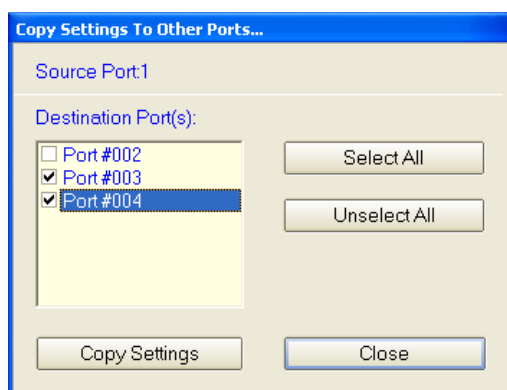 Copy Settings To Other Ports...
Source Port:1
Destination Port(s):
Port #002
Port #003
Port #004
Select All
Unselect All
Copy Settings
Close